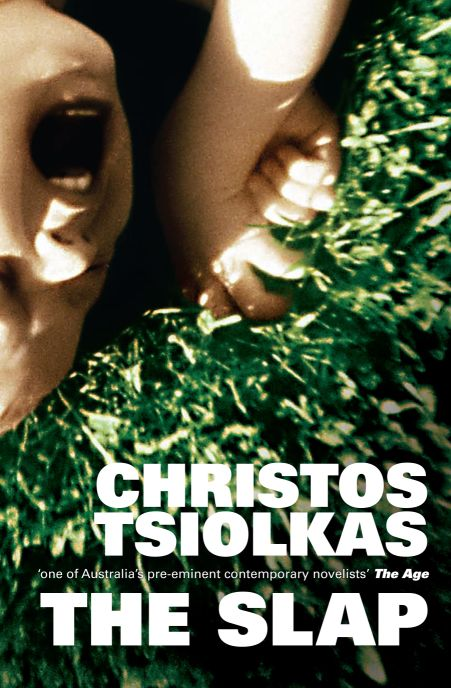 CHRISTOS
TSIOLKAS
‘one of Australia’s pre-eminent contemporary novelists’ The Age
THE SLAP